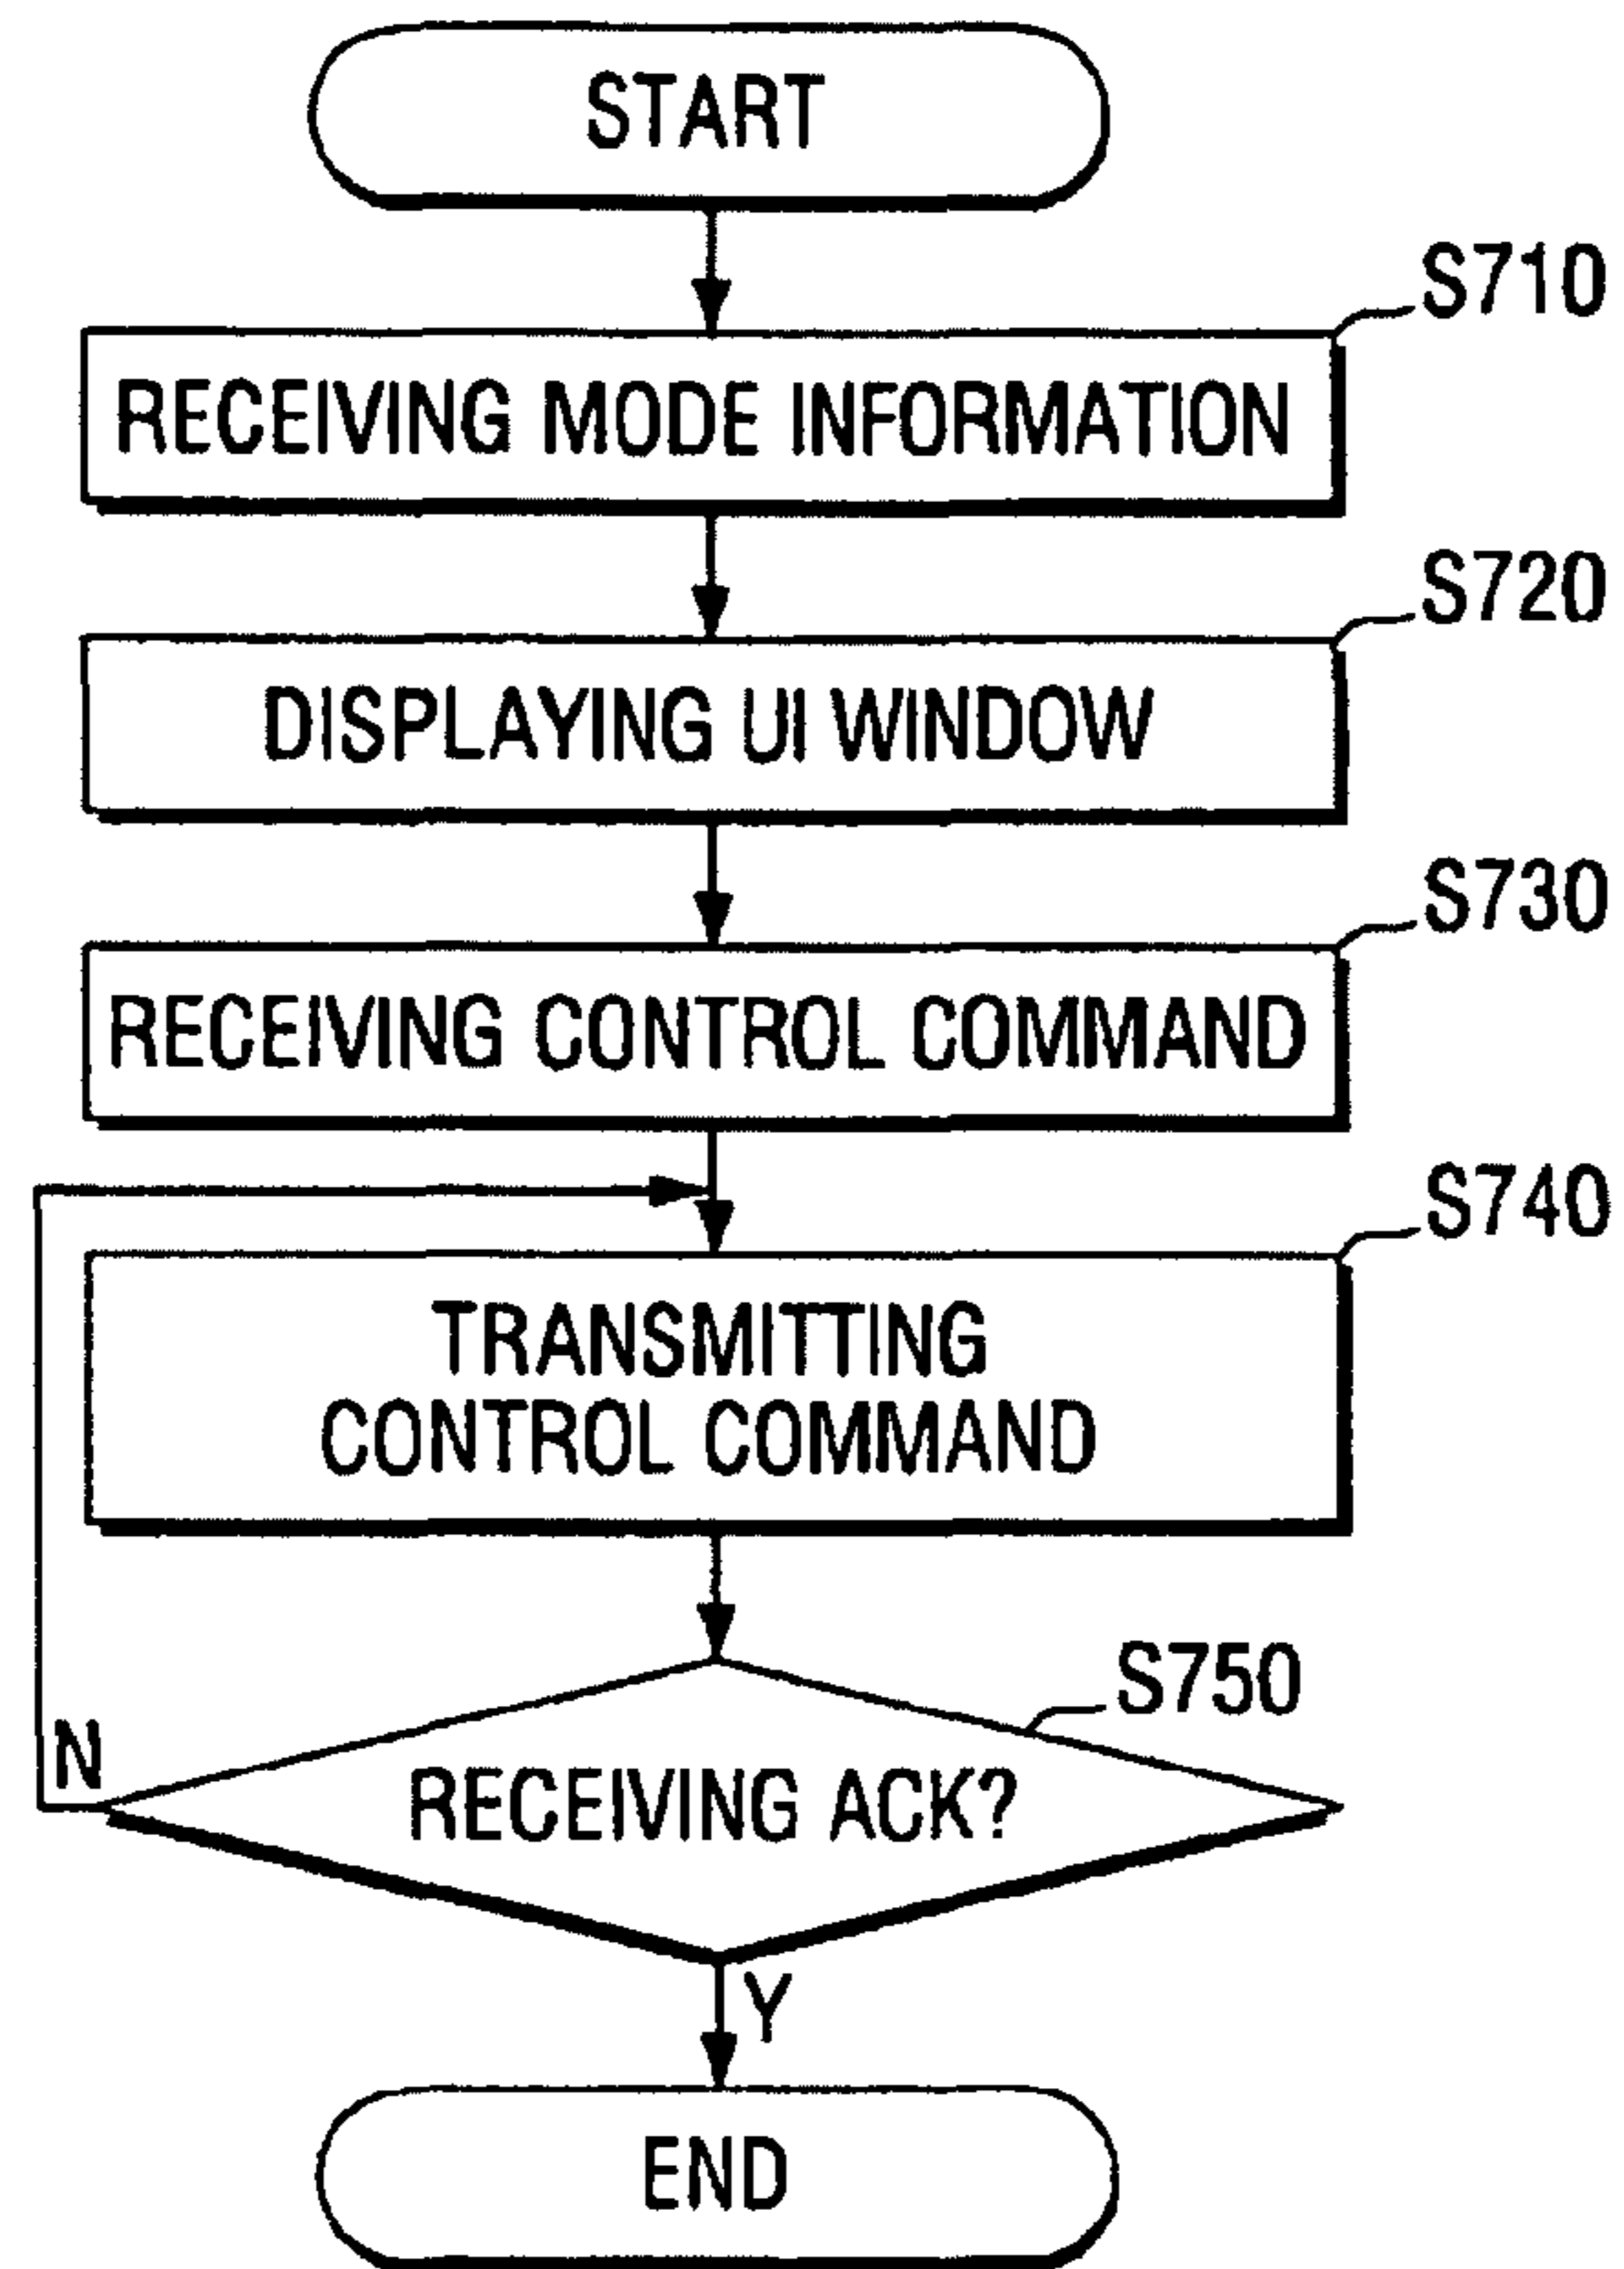 START
S710
RECEIVING MODE INFORMATION
S720
DISPLAYING UI WINDOW
S730
RECEIVING CONTROL COMMAND
S740
TRANSMITTING
CONTROL COMMAND
S750
N
RECEIVING ACK?
Y
END